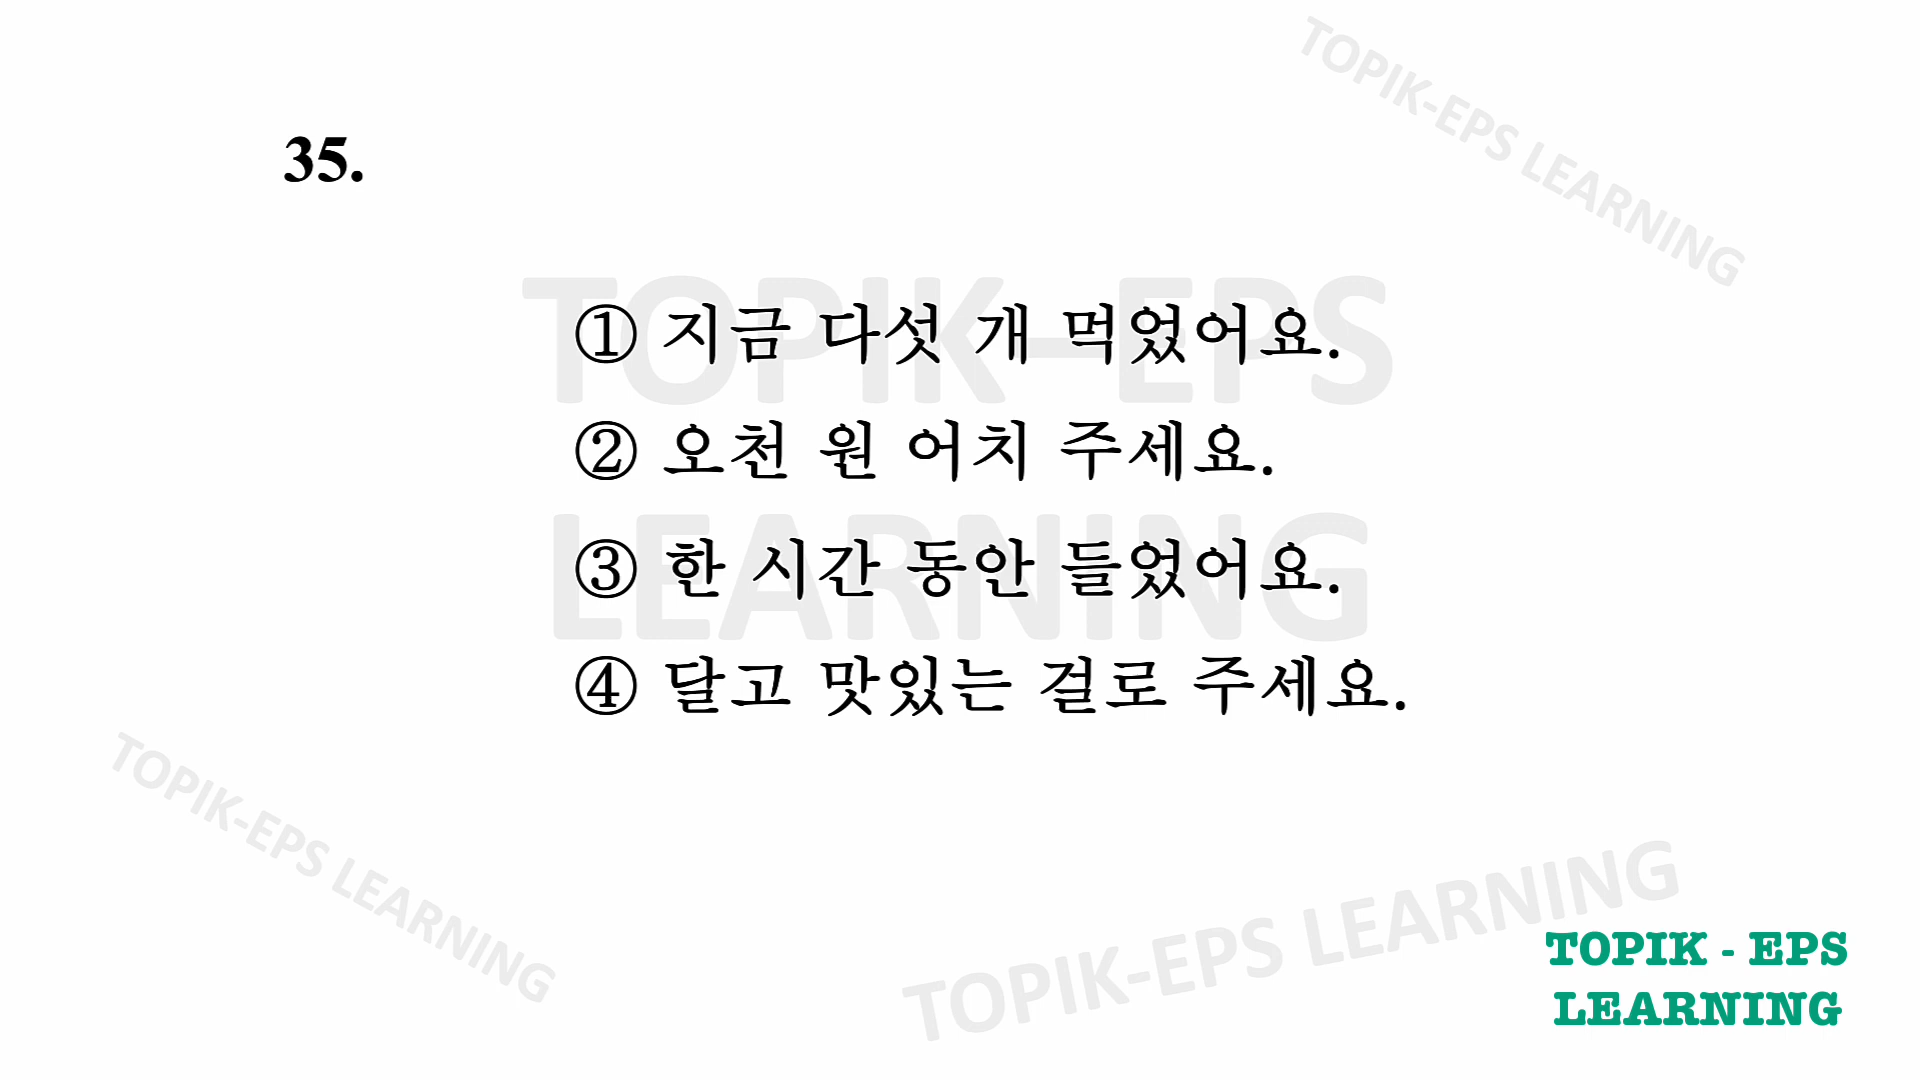 TOPIK-EPS LEARNING
35.
TOPIK-EPS
① 지금 다섯 개 먹었어요.
② 오천 원 어치 주세요.
LEARNING
③ 한 시간 동안 들었어요.
④ 달고 맛있는 걸로 주세요.
TOPIK-EPS LEARNING
TOPIK-EPS LEARNING
TOPIK - EPS
LEARNING